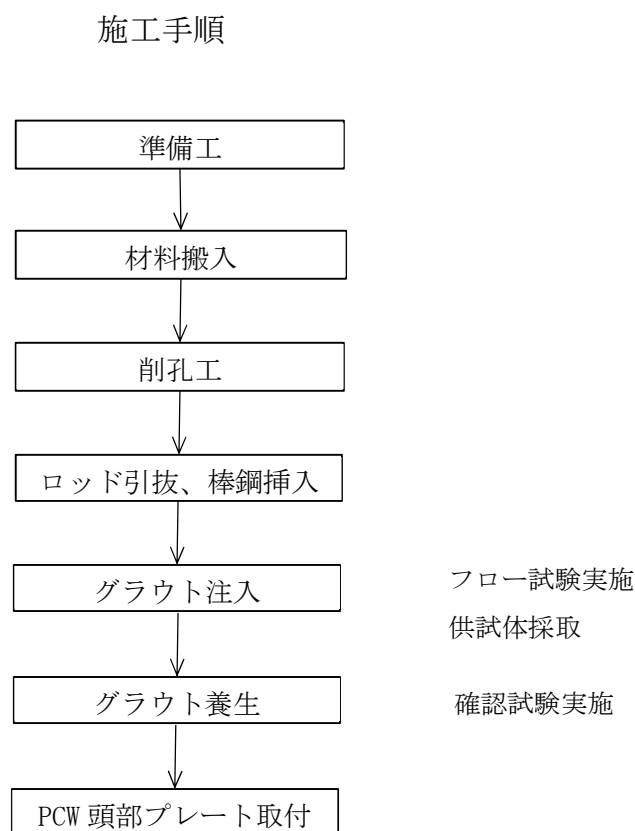 施工手順
準備工
材料搬入
削孔工
ロッド引抜、棒鋼挿入
グラウト注入
フロー試験実施
供試体採取
グラウト養生
確認試験実施
PCW 頭部プレート取付